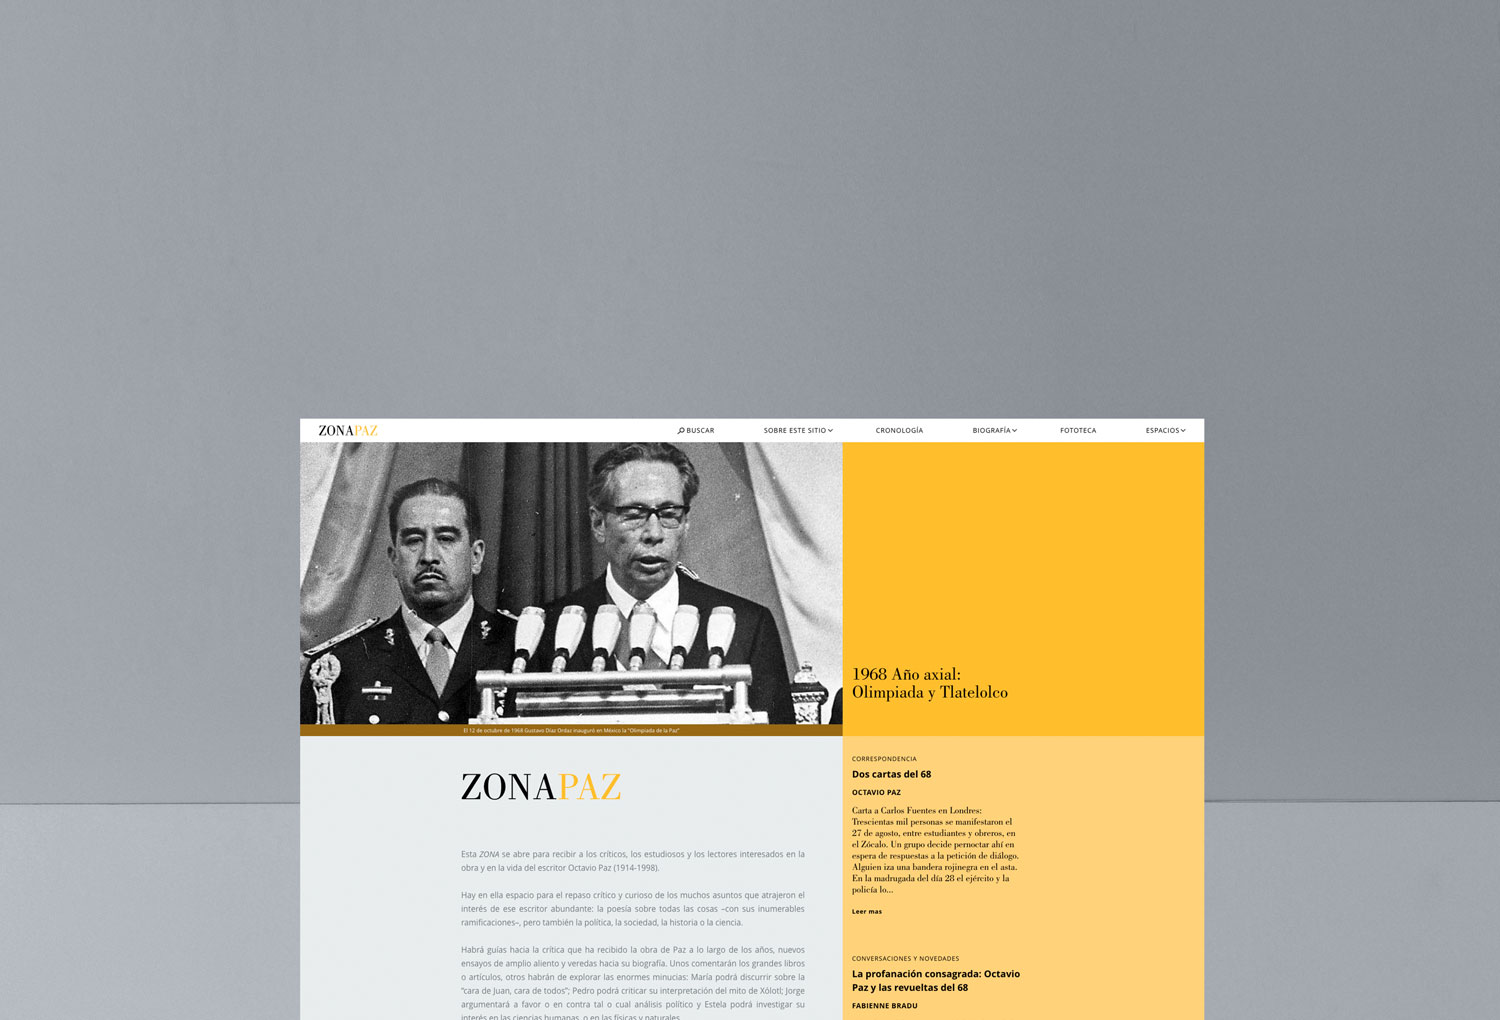 ZONAPAZ
BUSCAR
SOBRE ESTE SITIO
CRONOLOGÍA
BIOGRAFÍA
FOTOTECA
ESPACIOS
1968 Año axial:
Olimpiada y Tlatelolco
El 12 de octubre de 1968 Gustavo Díaz Ordaz inauguró en México la "Olimpiada de la Paz"
ZONAPAZ
Esta ZONA se abre para recibir a los críticos, los estudiosos y los lectores interesados en la
obra y en la vida del escritor Octavio Paz (1914-1998).
Hay en ella espacio para el repaso crítico y curioso de los muchos asuntos que atrajeron el
interés de ese escritor abundante: la poesía sobre todas las cosas –con sus inumerables
ramificaciones–, pero también la política, la sociedad, la historia o la ciencia.
Habrá guías hacia la crítica que ha recibido la obra de Paz a lo largo de los años, nuevos
ensayos de amplio aliento y veredas hacia su biografía. Unos comentarán los grandes libros
o artículos, otros habrán de explorar las enormes minucias: María podrá discurrir sobre la
"cara de Juan, cara de todos"; Pedro podrá criticar su interpretación del mito de Xólotl; Jorge
argumentará a favor o en contra tal o cual análisis político y Estela podrá investigar su
interés en las ciencias humanas, o en las físicas y naturales.
CORRESPONDENCIA
Dos cartas del 68
OCTAVIO PAZ
Carta a Carlos Fuentes en Londres:
Trescientas mil personas se manifestaron el
27 de agosto, entre estudiantes y obreros, en
el Zócalo. Un grupo decide pernoctar ahí en
espera de respuestas a la petición de diálogo.
Alguien iza una bandera rojinegra en el asta.
En la madrugada del día 28 el ejército y la
policía lo...
Leer mas
CONVERSACIONES Y NOVEDADES
La profanación consagrada: Octavio
Paz y las revueltas del 68
FABIENNE BRADU